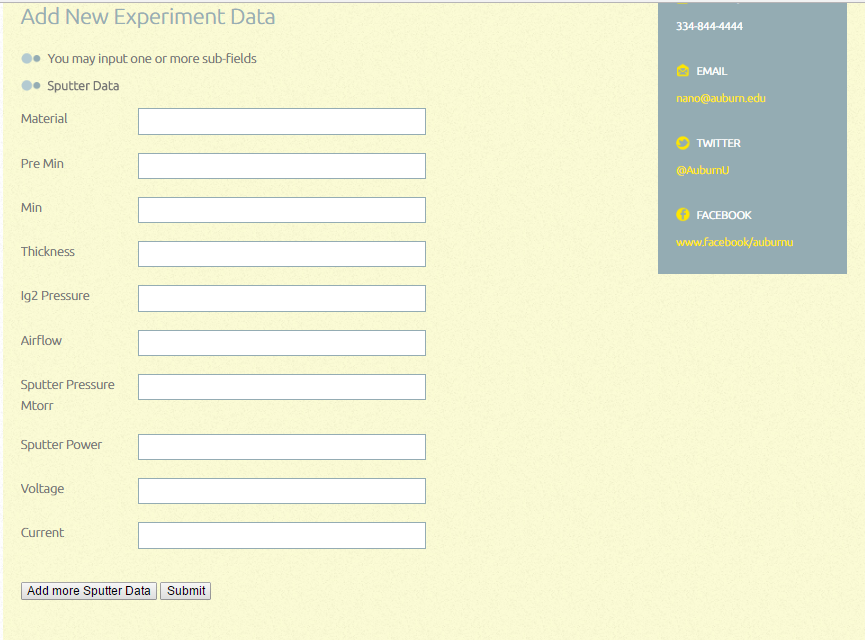 Add New Experiment Data
You may input one or more sub-fields
Sputter Data
Material
Pre Min
Min
Thickness
Ig2 Pressure
Airflow
Sputter Pressure
Mtorr
Sputter Power
Voltage
Current
Add more Sputter Data Submit
334-844-4444
EMAIL
nano@auburn.edu
TWITTER
@AuburnU
FACEBOOK
www.facebook/auburnu